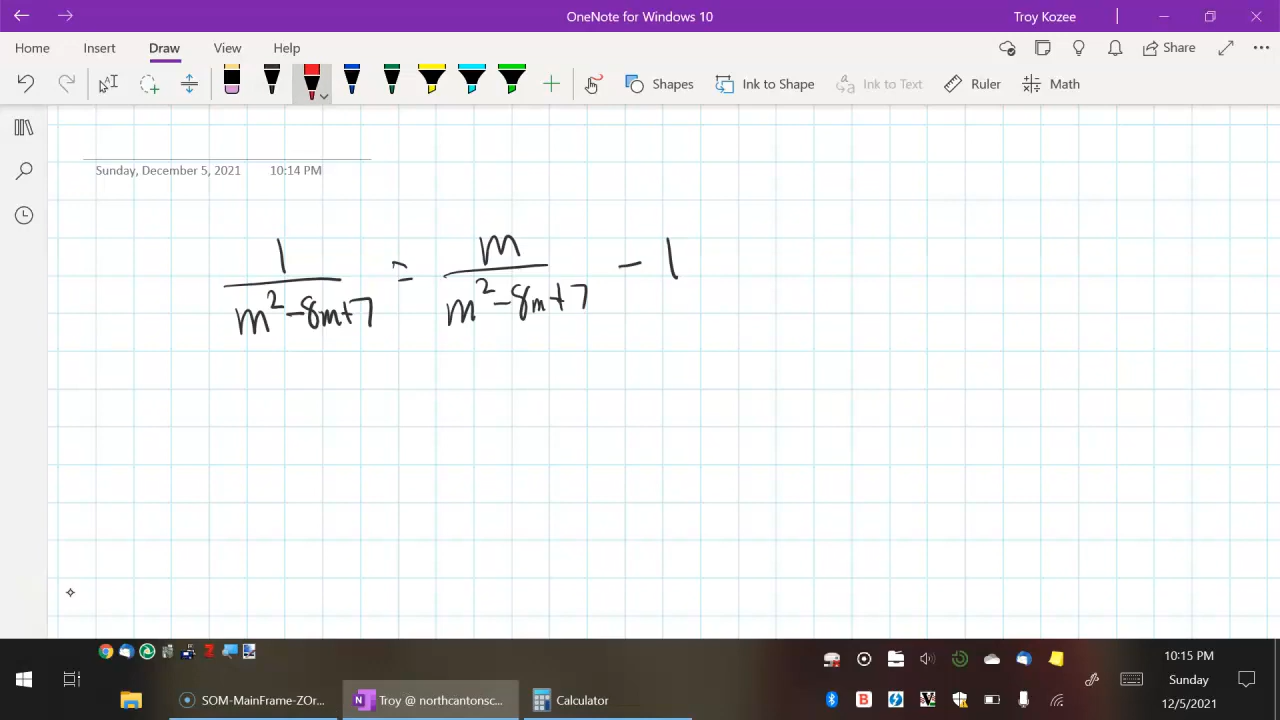 OneNote for Windows 10
Troy Kozee
Home Insert Draw View Help
Share
Shapes Ink to Shape Ink to Text Ruler Math
Sunday, December 5, 2021 10:14 PM
1/(m²-8m+7) = m/(m²-8m+7) - 1
10:15 PM
SOM-MainFrame-ZOr... Troy @ northcantonsc... Calculator
Sunday
12/5/2021